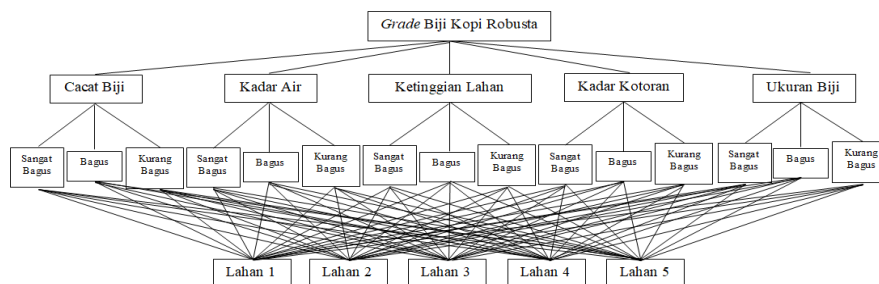 Grade Biji Kopi Robusta
Cacat Biji
Kadar Air
Ketinggian Lahan
Kadar Kotoran
Ukuran Biji
Sangat
Bagus
Bagus
Kurang
Bagus
Sangat
Bagus
Bagus
Kurang
Bagus
Sangat
Bagus
Bagus
Kurang
Bagus
Sangat
Bagus
Bagus
Kurang
Bagus
Sangat
Bagus
Bagus
Kurang
Bagus
Lahan 1
Lahan 2
Lahan 3
Lahan 4
Lahan 5